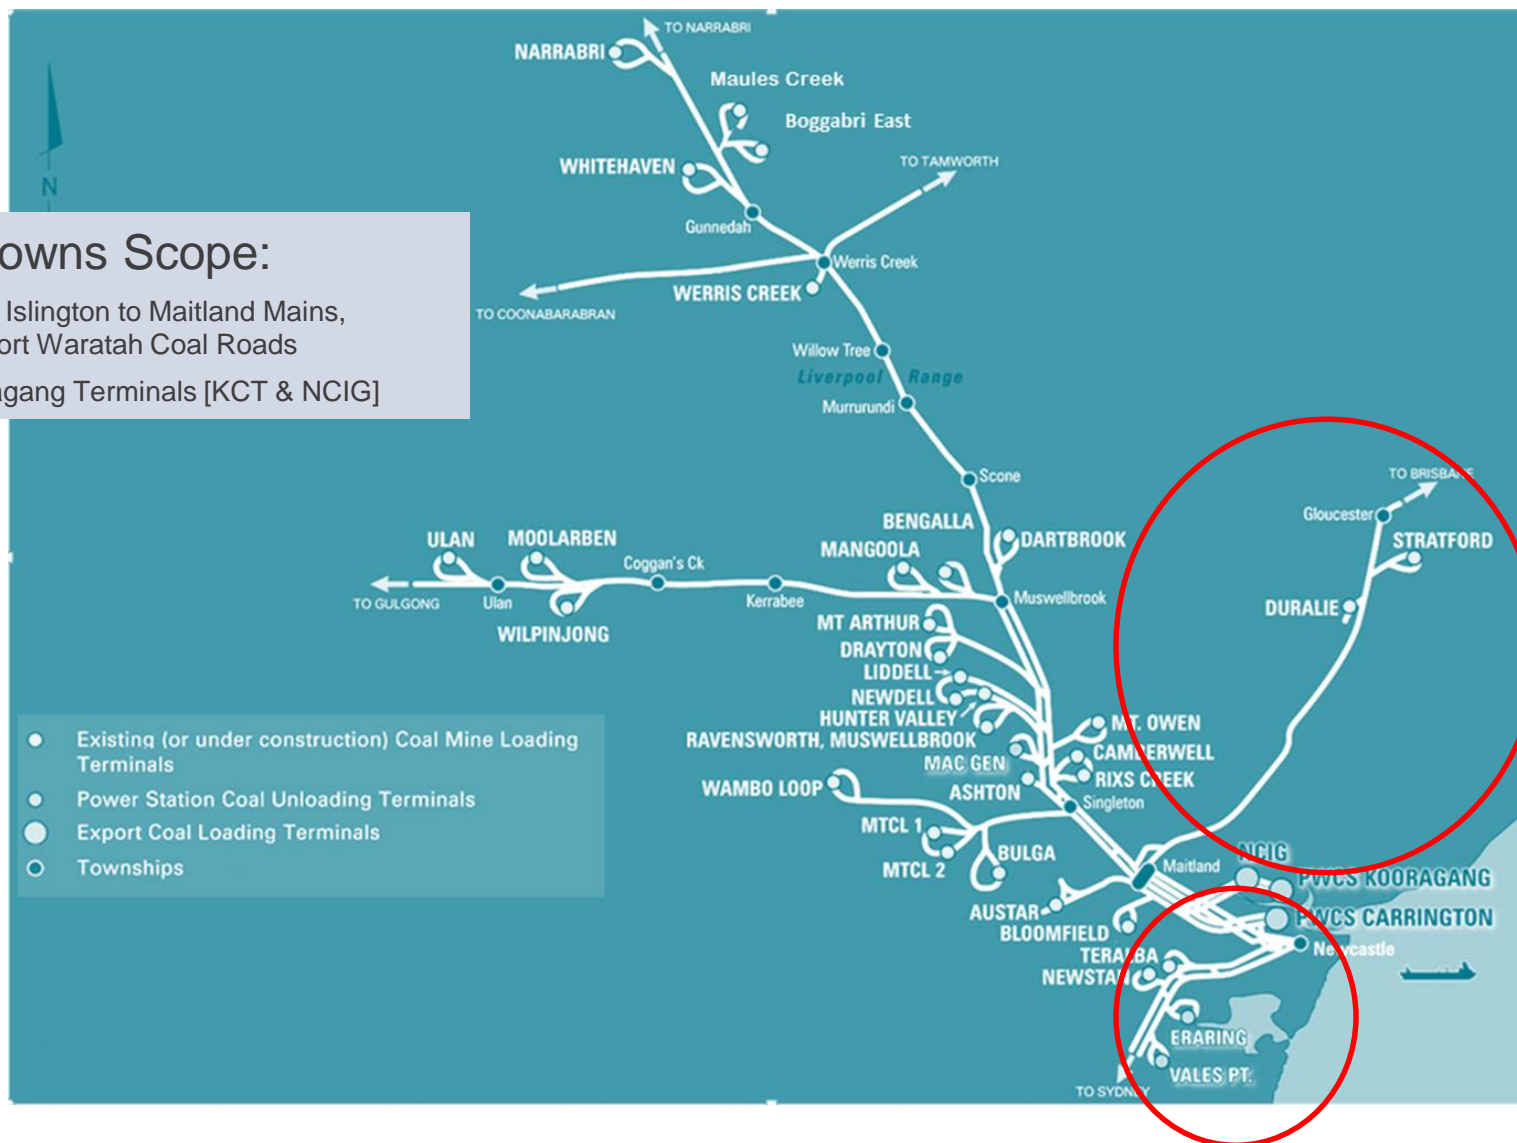 TO NARRABRI
NARRABRI
Maules Creek
Boggabri East
WHITEHAVEN
TO TAMWORTH
N
Gunnedah
owns Scope:
Werris Creek
WERRIS CREEK
Islington to Maitland Mains,
TO COONABARABRAN
ort Waratah Coal Roads
Willow Tree
agang Terminals [KCT & NCIG]
Liverpool Range
Murrurundi
Scone
TO BRISBANE
Gloucester
BENGALLA
ULAN
MOOLARBEN
DARTBROOK
STRATFORD
MANGOOLA
Coggan's Ck
TO GULGONG
Ulan
Kerrabee
Muswellbrook
DURALIE
WILPINJONG
MT ARTHUR
DRAYTON
LIDDELL
NEWDELL
HUNTER VALLEY
MT. OWEN
RAVENSWORTH, MUSWELLBROOK
CAMBERWELL
MAC GEN
RIXS CREEK
WAMBO LOOP
ASHTON
Singleton
MTCL 1
BULGA
MTCL 2
Maitland
NCIG
PWCS KOORAGANG
AUSTAR
PWCS CARRINGTON
BLOOMFIELD
Newcastle
TERALBA
NEWSTAN
ERARING
VALES PT.
TO SYDNEY
Existing (or under construction) Coal Mine Loading
Terminals
Power Station Coal Unloading Terminals
Export Coal Loading Terminals
Townships